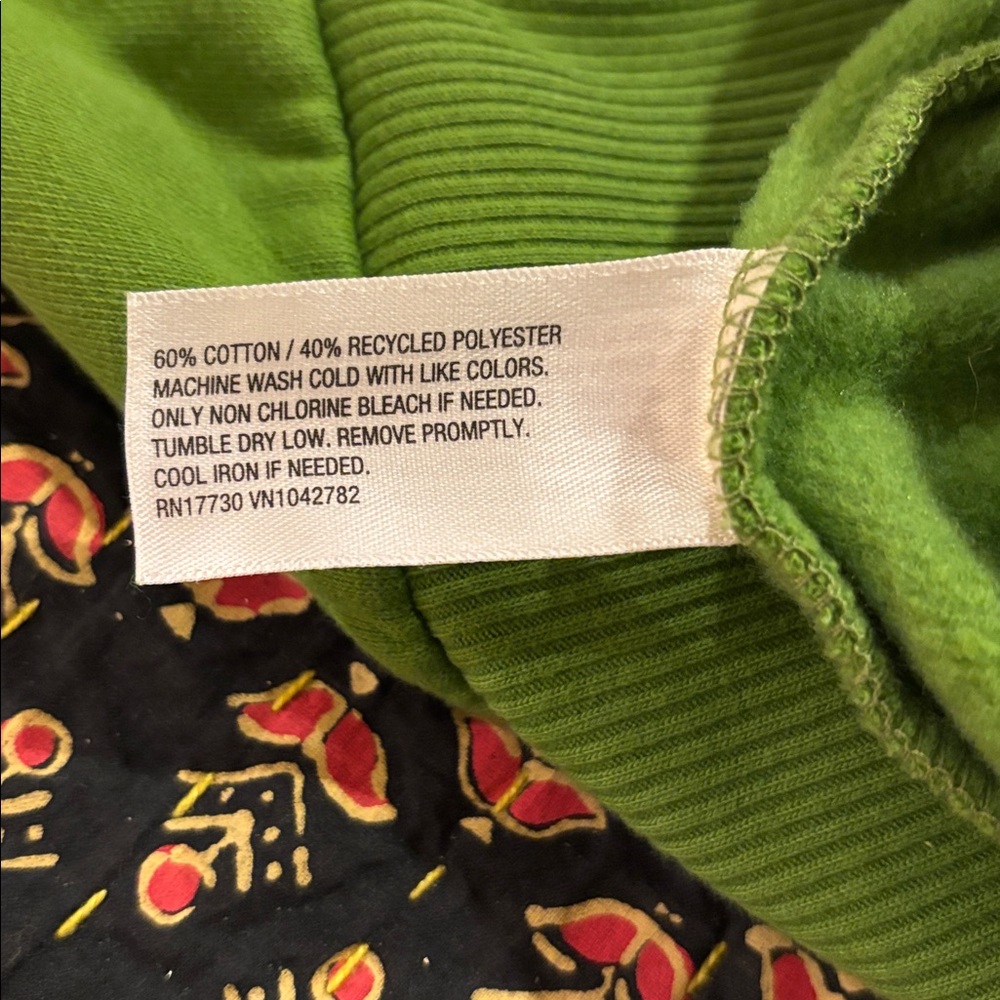 60% COTTON / 40% RECYCLED POLYESTER
MACHINE WASH COLD WITH LIKE COLORS.
ONLY NON CHLORINE BLEACH IF NEEDED.
TUMBLE DRY LOW. REMOVE PROMPTLY.
COOL IRON IF NEEDED.
RN17730 VN1042782